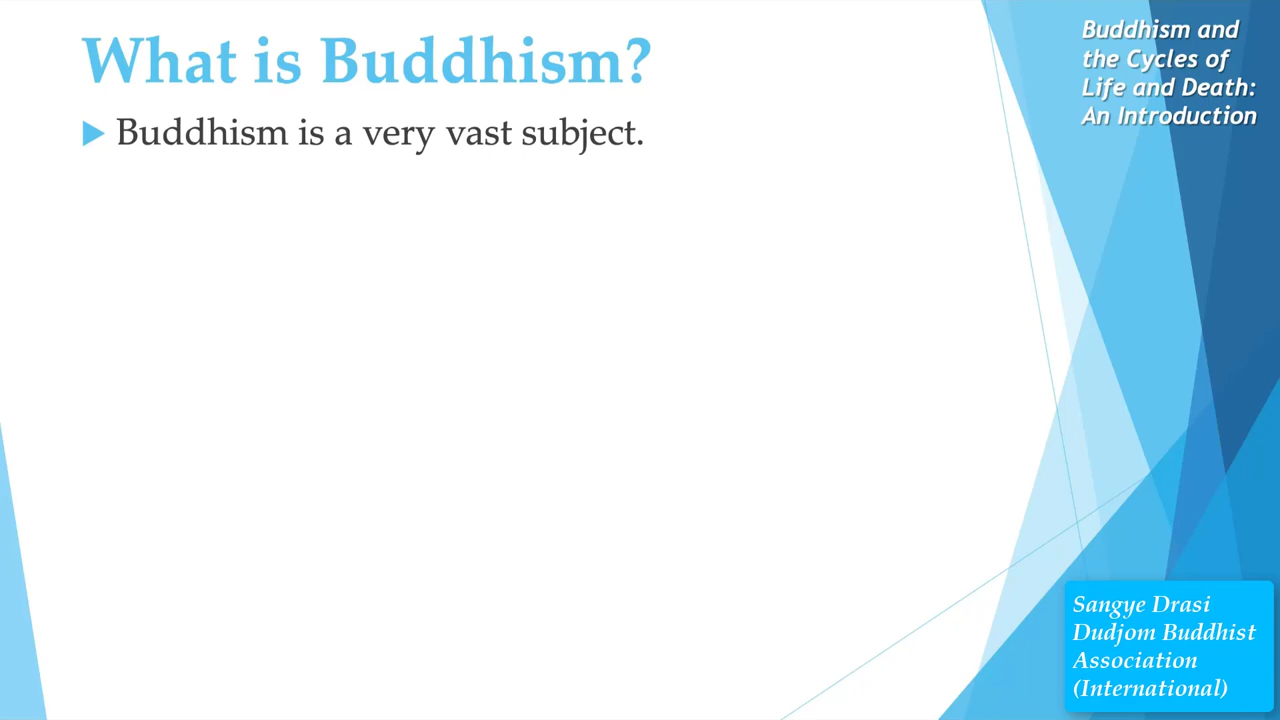 What is Buddhism?
Buddhism is a very vast subject.
Buddhism and
the Cycles of
Life and Death:
An Introduction
Sangye Drasi
Dudjom Buddhist
Association
(International)